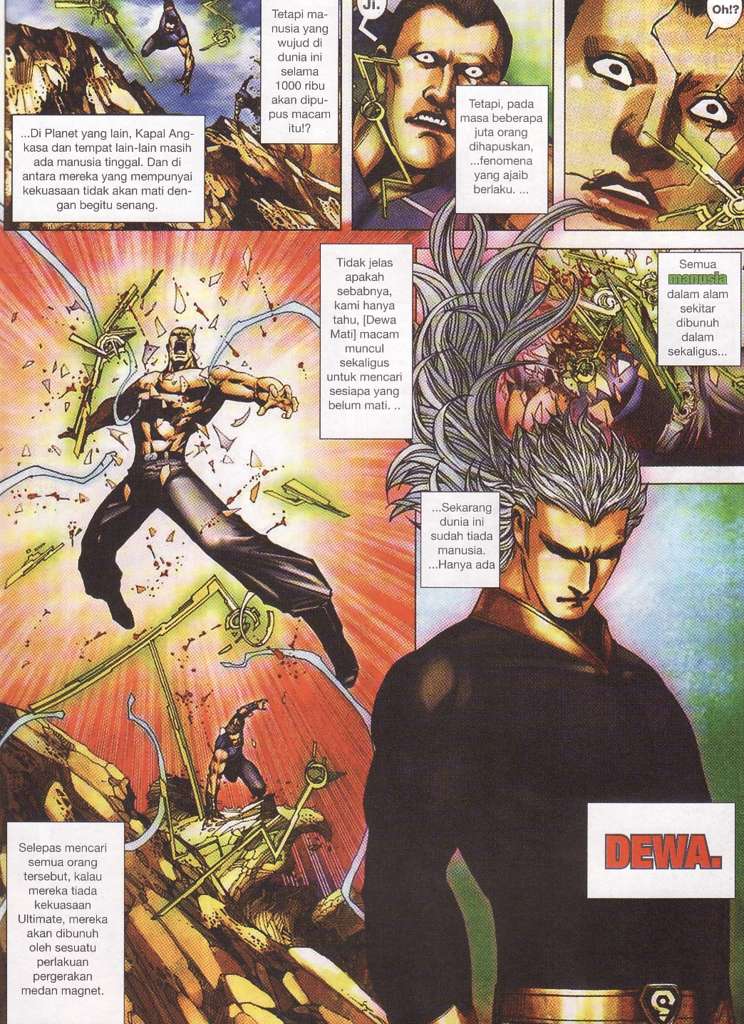 ...Di Planet yang lain, Kapal Ang-
kasa dan tempat lain-lain masih
ada manusia tinggal. Dan di
antara mereka yang mempunyai
kekuasaan tidak akan mati den-
gan begitu senang.
Tetapi ma-
nusia yang
wujud di
dunia ini
selama
1000 ribu
akan dipu-
pus macam
itu!?
Ji.
Tetapi, pada
masa beberapa
juta orang
dihapuskan,
...fenomena
yang ajaib
berlaku. ...
Oh!?
Tidak jelas
apakah
sebabnya,
kami hanya
tahu, [Dewa
Mati] macam
muncul
sekaligus
untuk mencari
sesiapa yang
belum mati. ..
Semua
manusia
dalam alam
sekitar
dibunuh
dalam
sekaligus...
...Sekarang
dunia ini
sudah tiada
manusia.
...Hanya ada
Selepas mencari
semua orang
tersebut, kalau
mereka tiada
kekuasaan
Ultimate, mereka
akan dibunuh
oleh sesuatu
perlakuan
pergerakan
medan magnet.
DEWA.